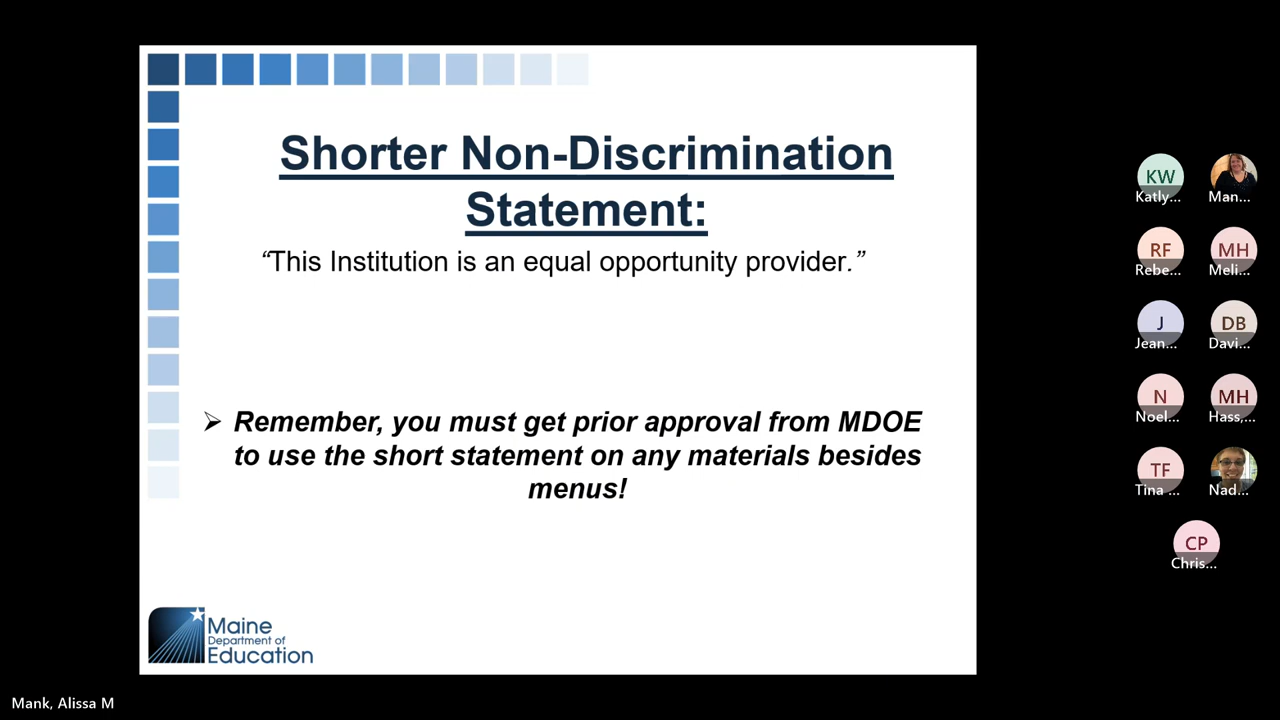 Shorter Non-Discrimination
Statement:
“This Institution is an equal opportunity provider.”
➢ Remember, you must get prior approval from MDOE
to use the short statement on any materials besides
menus!
Maine
Department of
Education
KW
Katly...
Man...
RF
Rebe...
MH
Meli...
J
Jean...
DB
Davi...
N
Noel...
MH
Hass,...
TF
Tina ...
Nad...
CP
Chris...
Mank, Alissa M